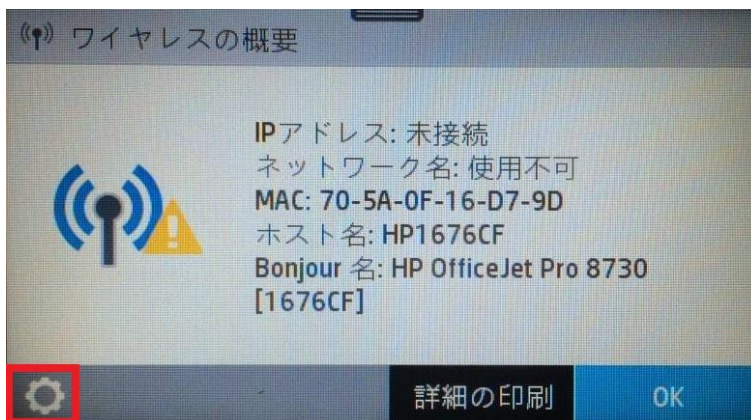 ワイヤレスの概要
IPアドレス: 未接続
ネットワーク名: 使用不可
MAC: 70-5A-0F-16-D7-9D
ホスト名: HP1676CF
Bonjour 名: HP OfficeJet Pro 8730
[1676CF]
詳細の印刷
OK